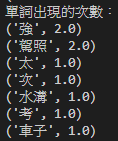 單詞出現的次數：
('強', 2.0)
('駕照', 2.0)
('太', 1.0)
('次', 1.0)
('水溝', 1.0)
('考', 1.0)
('車子', 1.0)